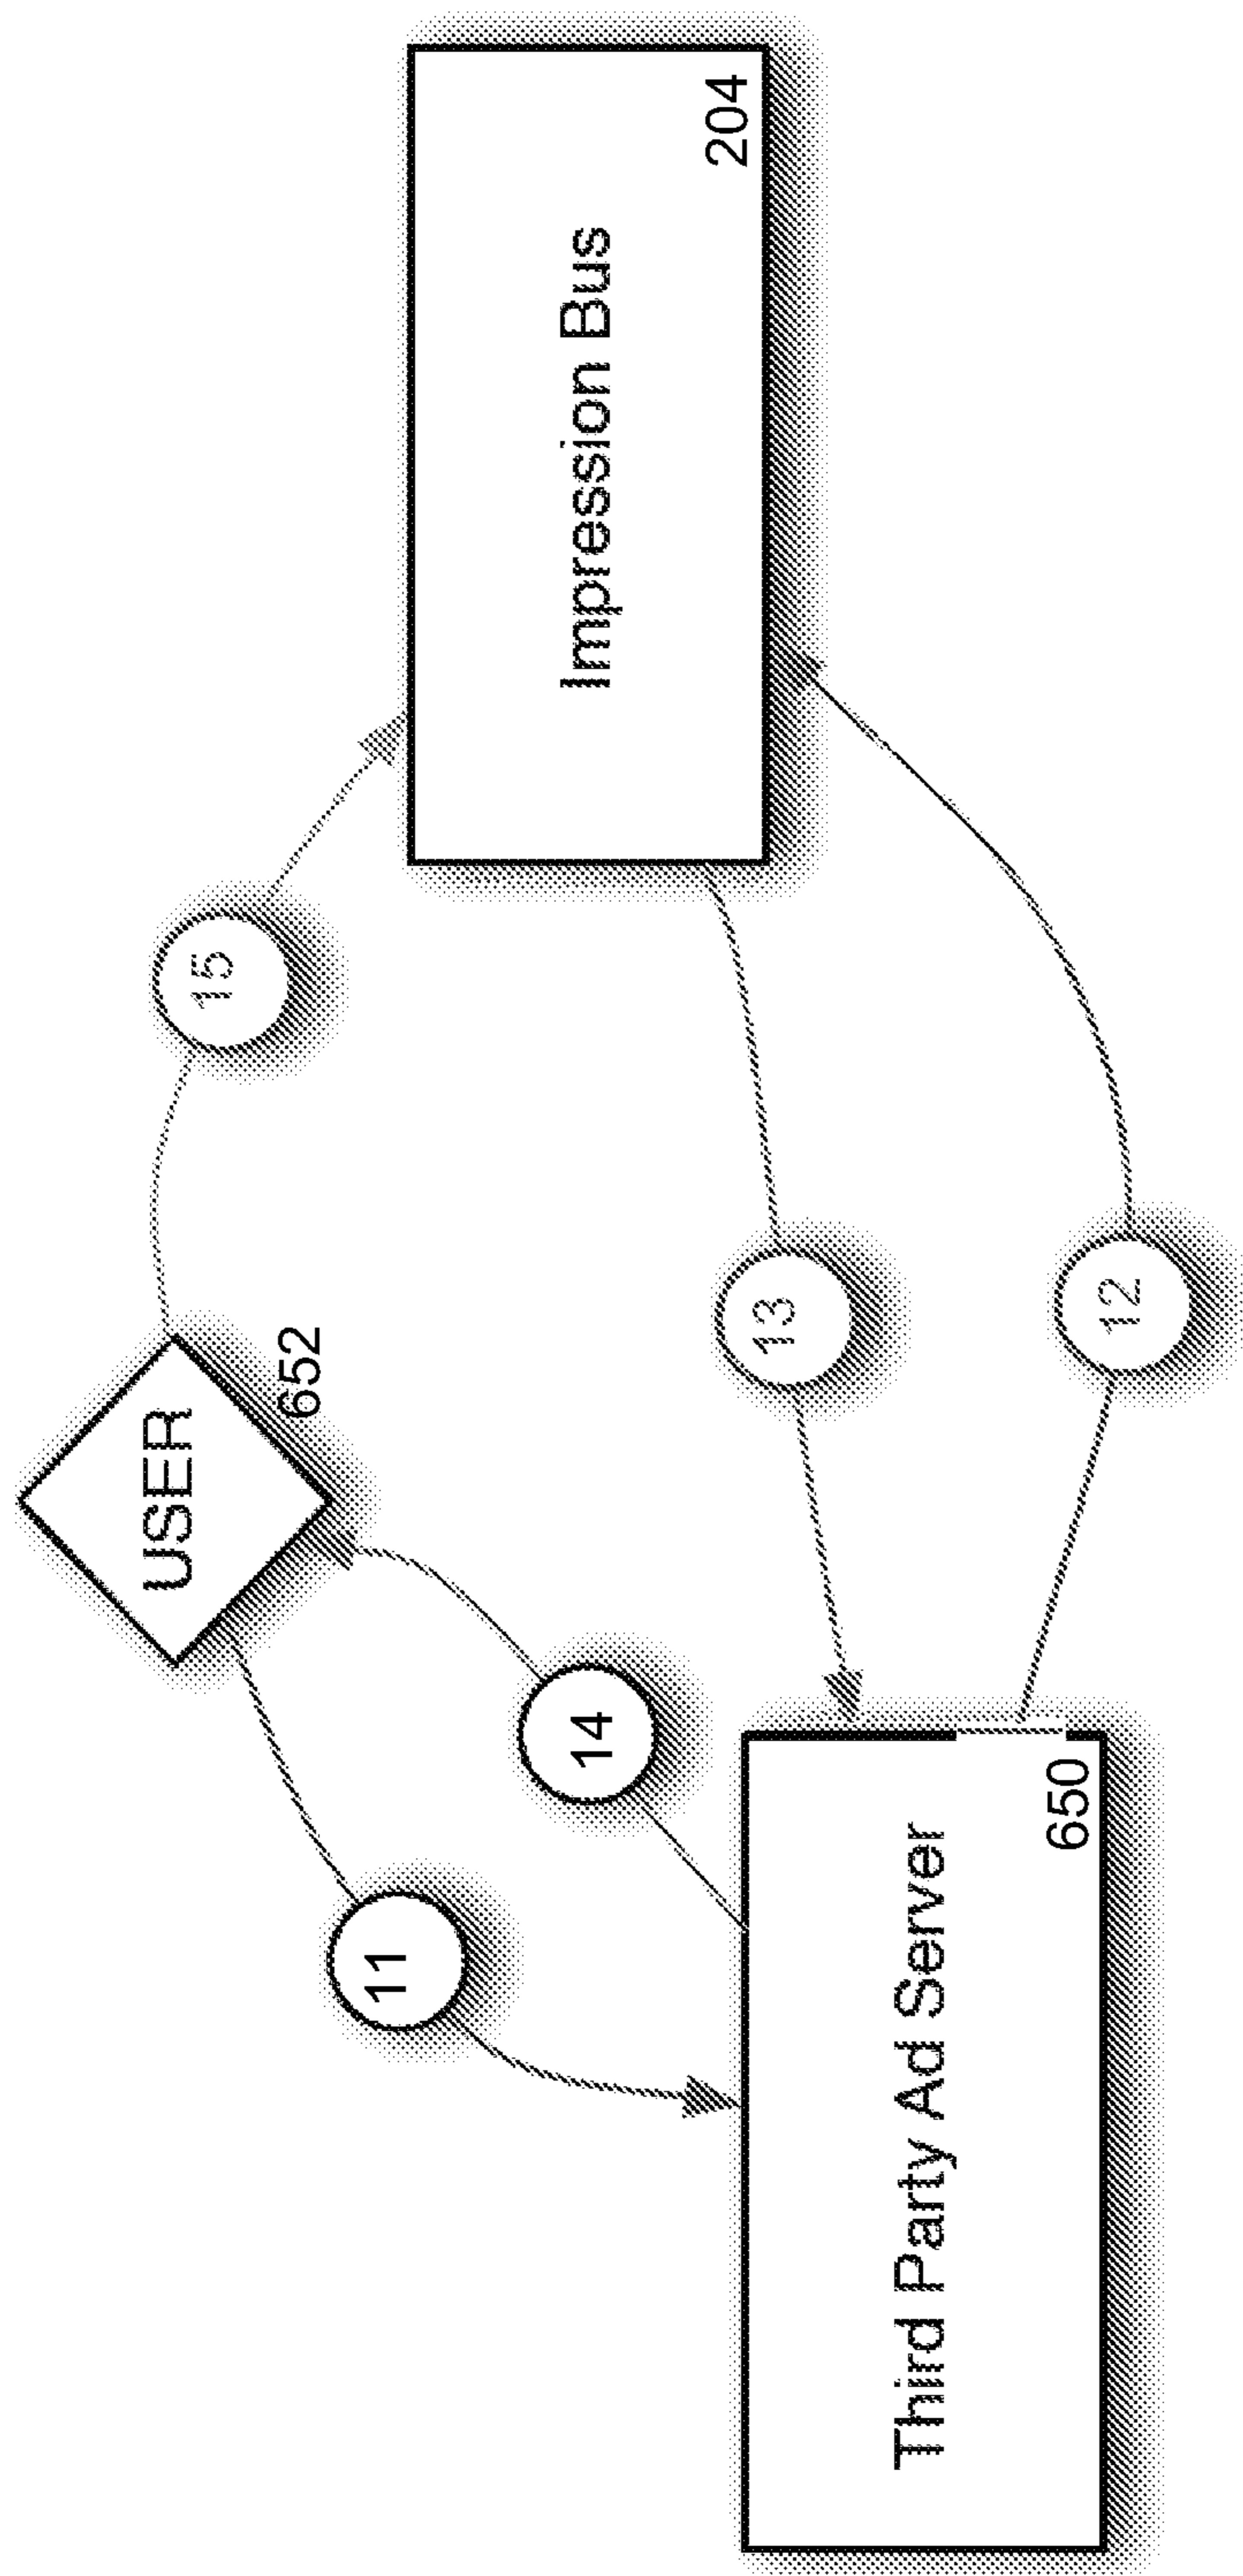 USER
652
15
11
14
Impression Bus
204
13
12
Third Party Ad Server
650